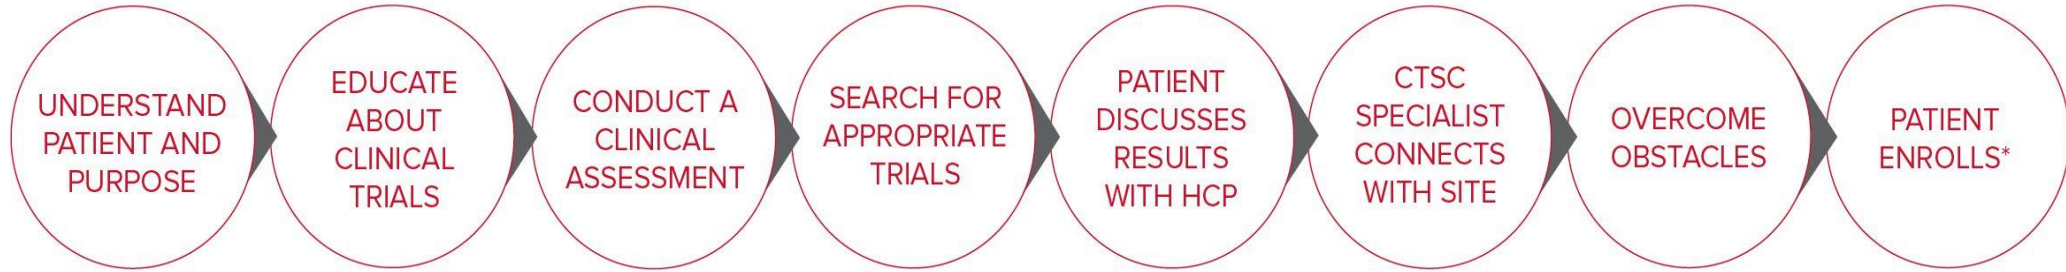 UNDERSTAND
PATIENT AND
PURPOSE
EDUCATE
ABOUT
CLINICAL
TRIALS
CONDUCT A
CLINICAL
ASSESSMENT
SEARCH FOR
APPROPRIATE
TRIALS
PATIENT
DISCUSSES
RESULTS
WITH HCP
CTSC
SPECIALIST
CONNECTS
WITH SITE
OVERCOME
OBSTACLES
PATIENT
ENROLLS*